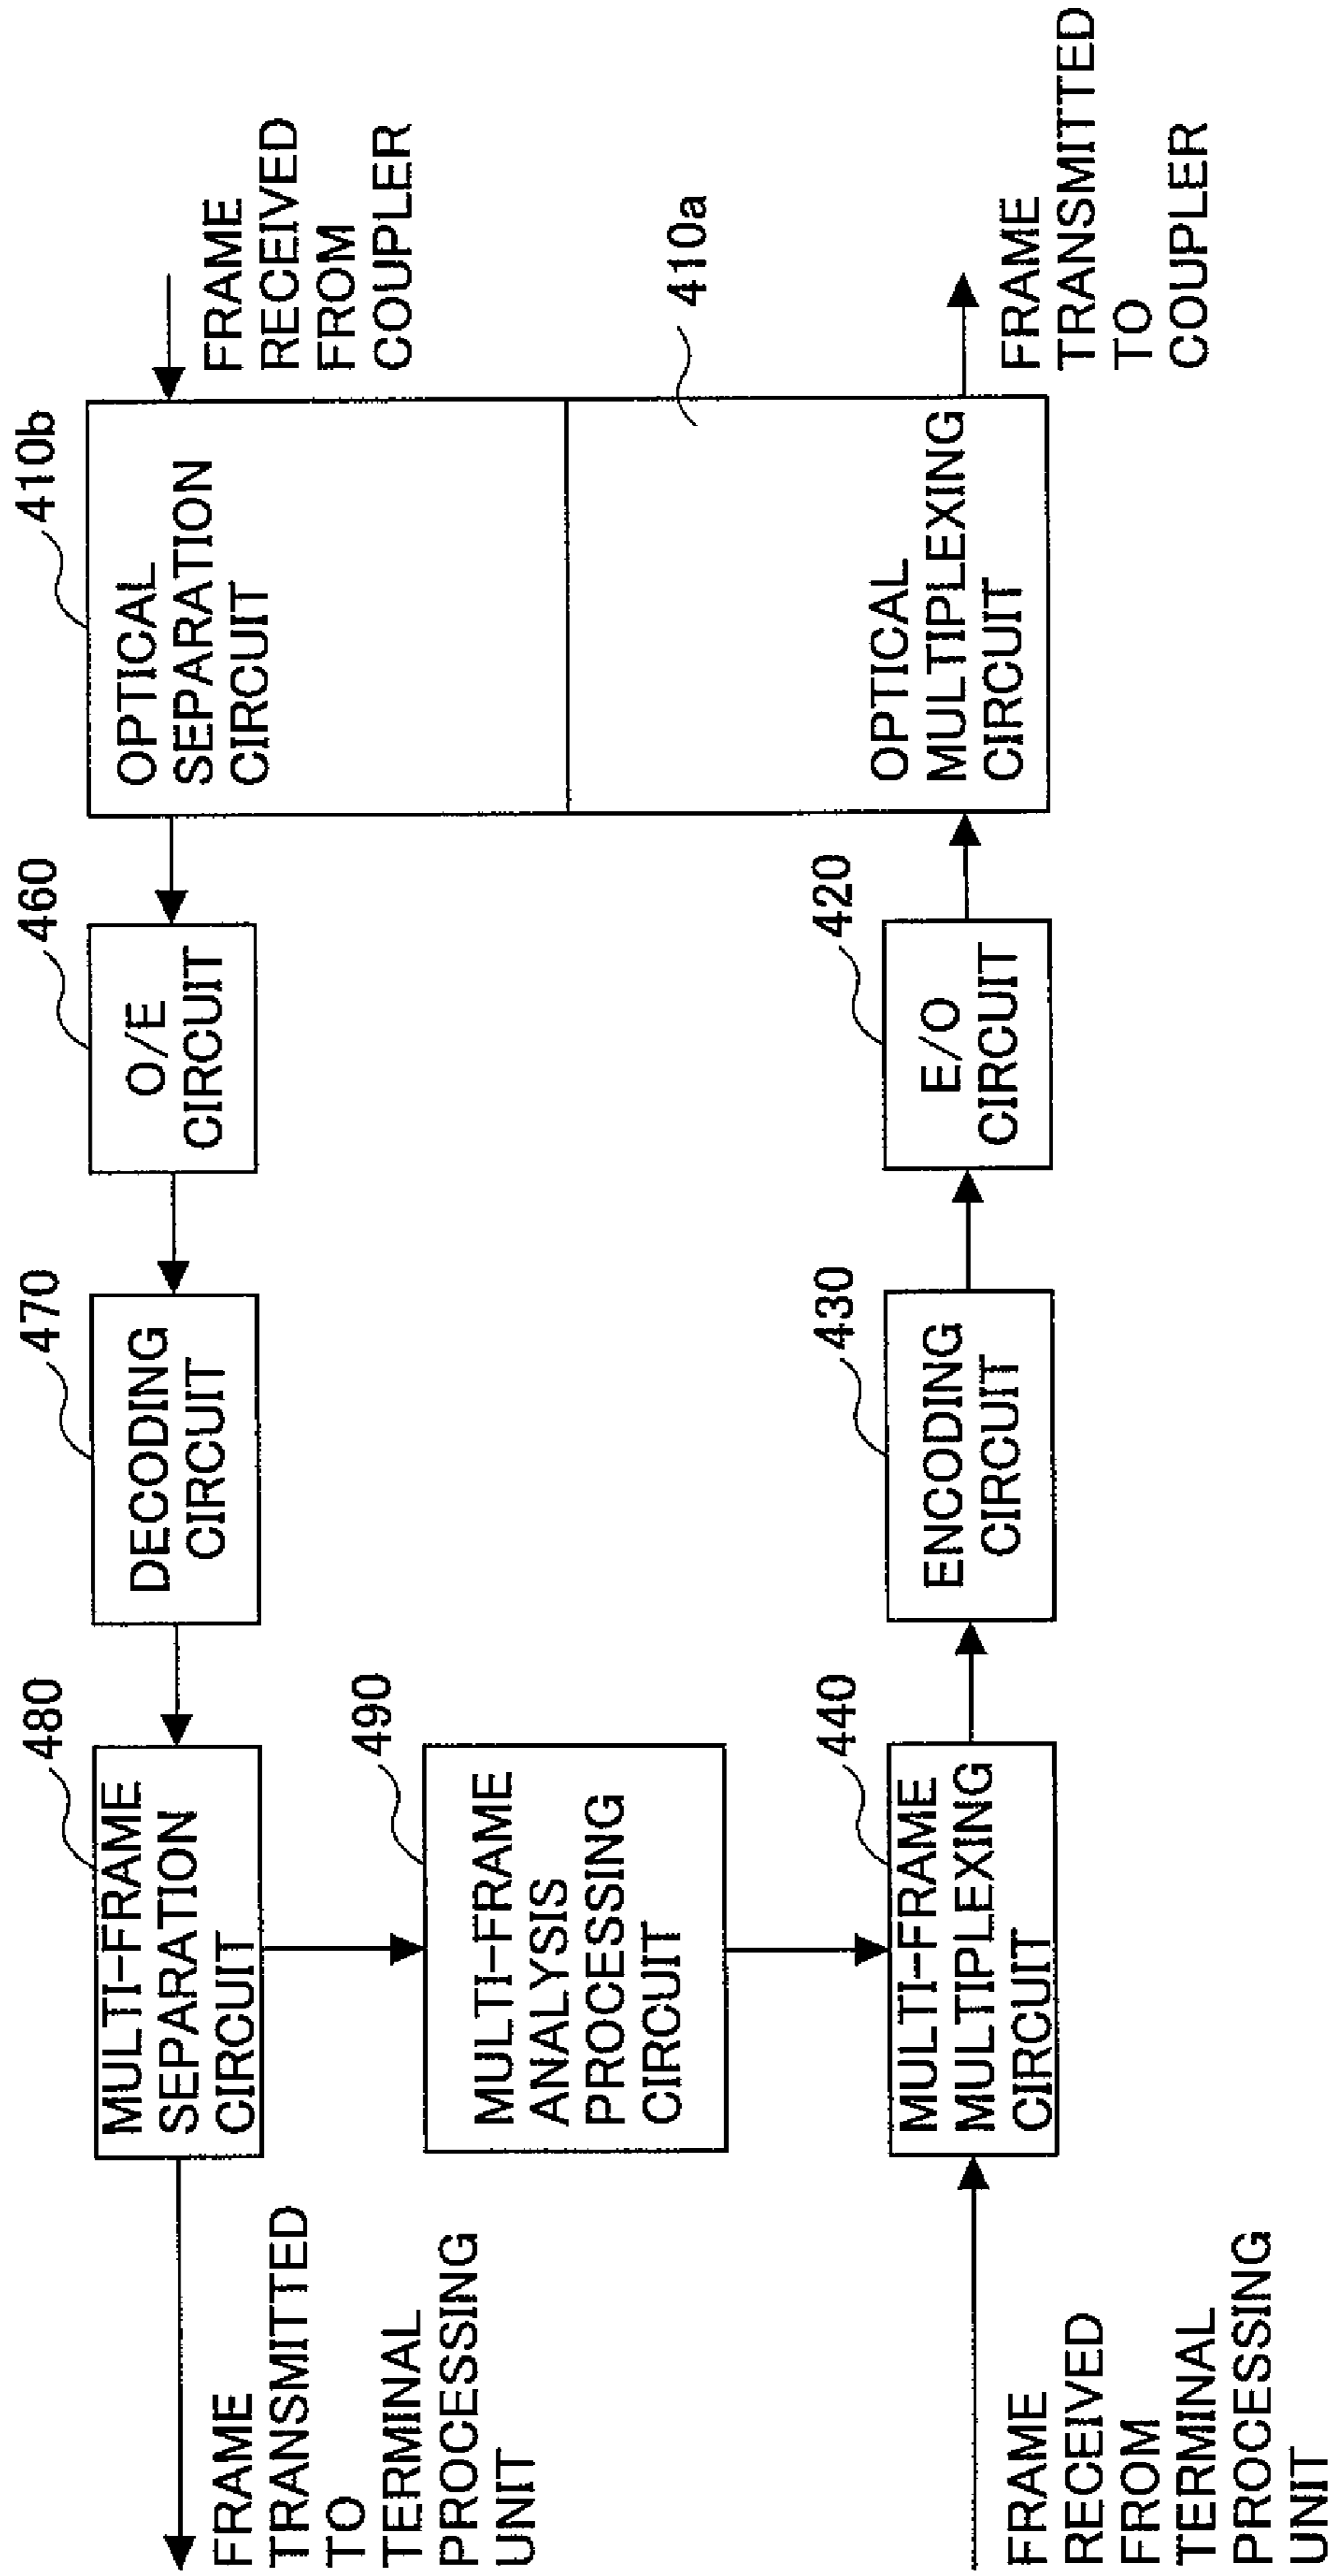 FRAME
TRANSMITTED
TO
TERMINAL
PROCESSING
UNIT
480
MULTI-FRAME
SEPARATION
CIRCUIT
470
DECODING
CIRCUIT
460
O/E
CIRCUIT
410b
OPTICAL
SEPARATION
CIRCUIT
FRAME
RECEIVED
FROM
COUPLER
490
MULTI-FRAME
ANALYSIS
PROCESSING
CIRCUIT
410a
FRAME
RECEIVED
FROM
TERMINAL
PROCESSING
UNIT
440
MULTI-FRAME
MULTIPLEXING
CIRCUIT
430
ENCODING
CIRCUIT
420
E/O
CIRCUIT
OPTICAL
MULTIPLEXING
CIRCUIT
FRAME
TRANSMITTED
TO
COUPLER